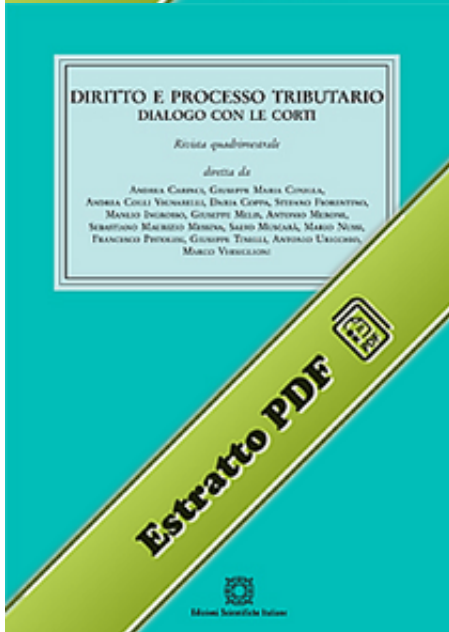 DIRITTO E PROCESSO TRIBUTARIO
DIALOGO CON LE CORTI
Rivista quadrimestrale
diretta da
Andrea Carinci, Giuseppe Maria Cipolla,
Andrea Colli Vignarelli, Daria Coppa, Stefano Fiorentino,
Manlio Ingrosso, Giuseppe Melis, Antonio Merone,
Sebastiano Maurizio Messina, Salvo Muscarà, Mario Nussi,
Francesco Pistolesi, Giuseppe Tinelli, Antonio Uricchio,
Marco Versiglioni
Estratto PDF
PDF
Edizioni Scientifiche Italiane